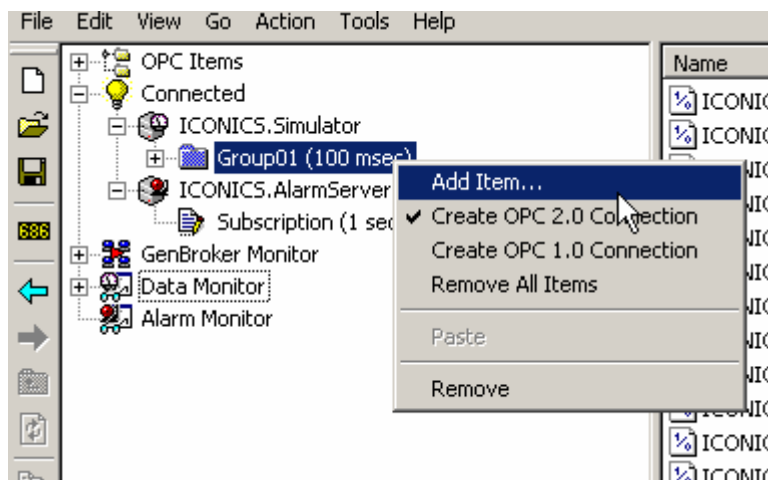 File Edit View Go Action Tools Help
OPC Items
Connected
ICONICS.Simulator
Group01 (100 msec)
ICONICS.AlarmServer
Subscription (1 sec
GenBroker Monitor
Data Monitor
Alarm Monitor
686
Add Item...
Create OPC 2.0 Connection
Create OPC 1.0 Connection
Remove All Items
Paste
Remove
Name
ICONIC
ICONIC
ICONIC
ICONIC